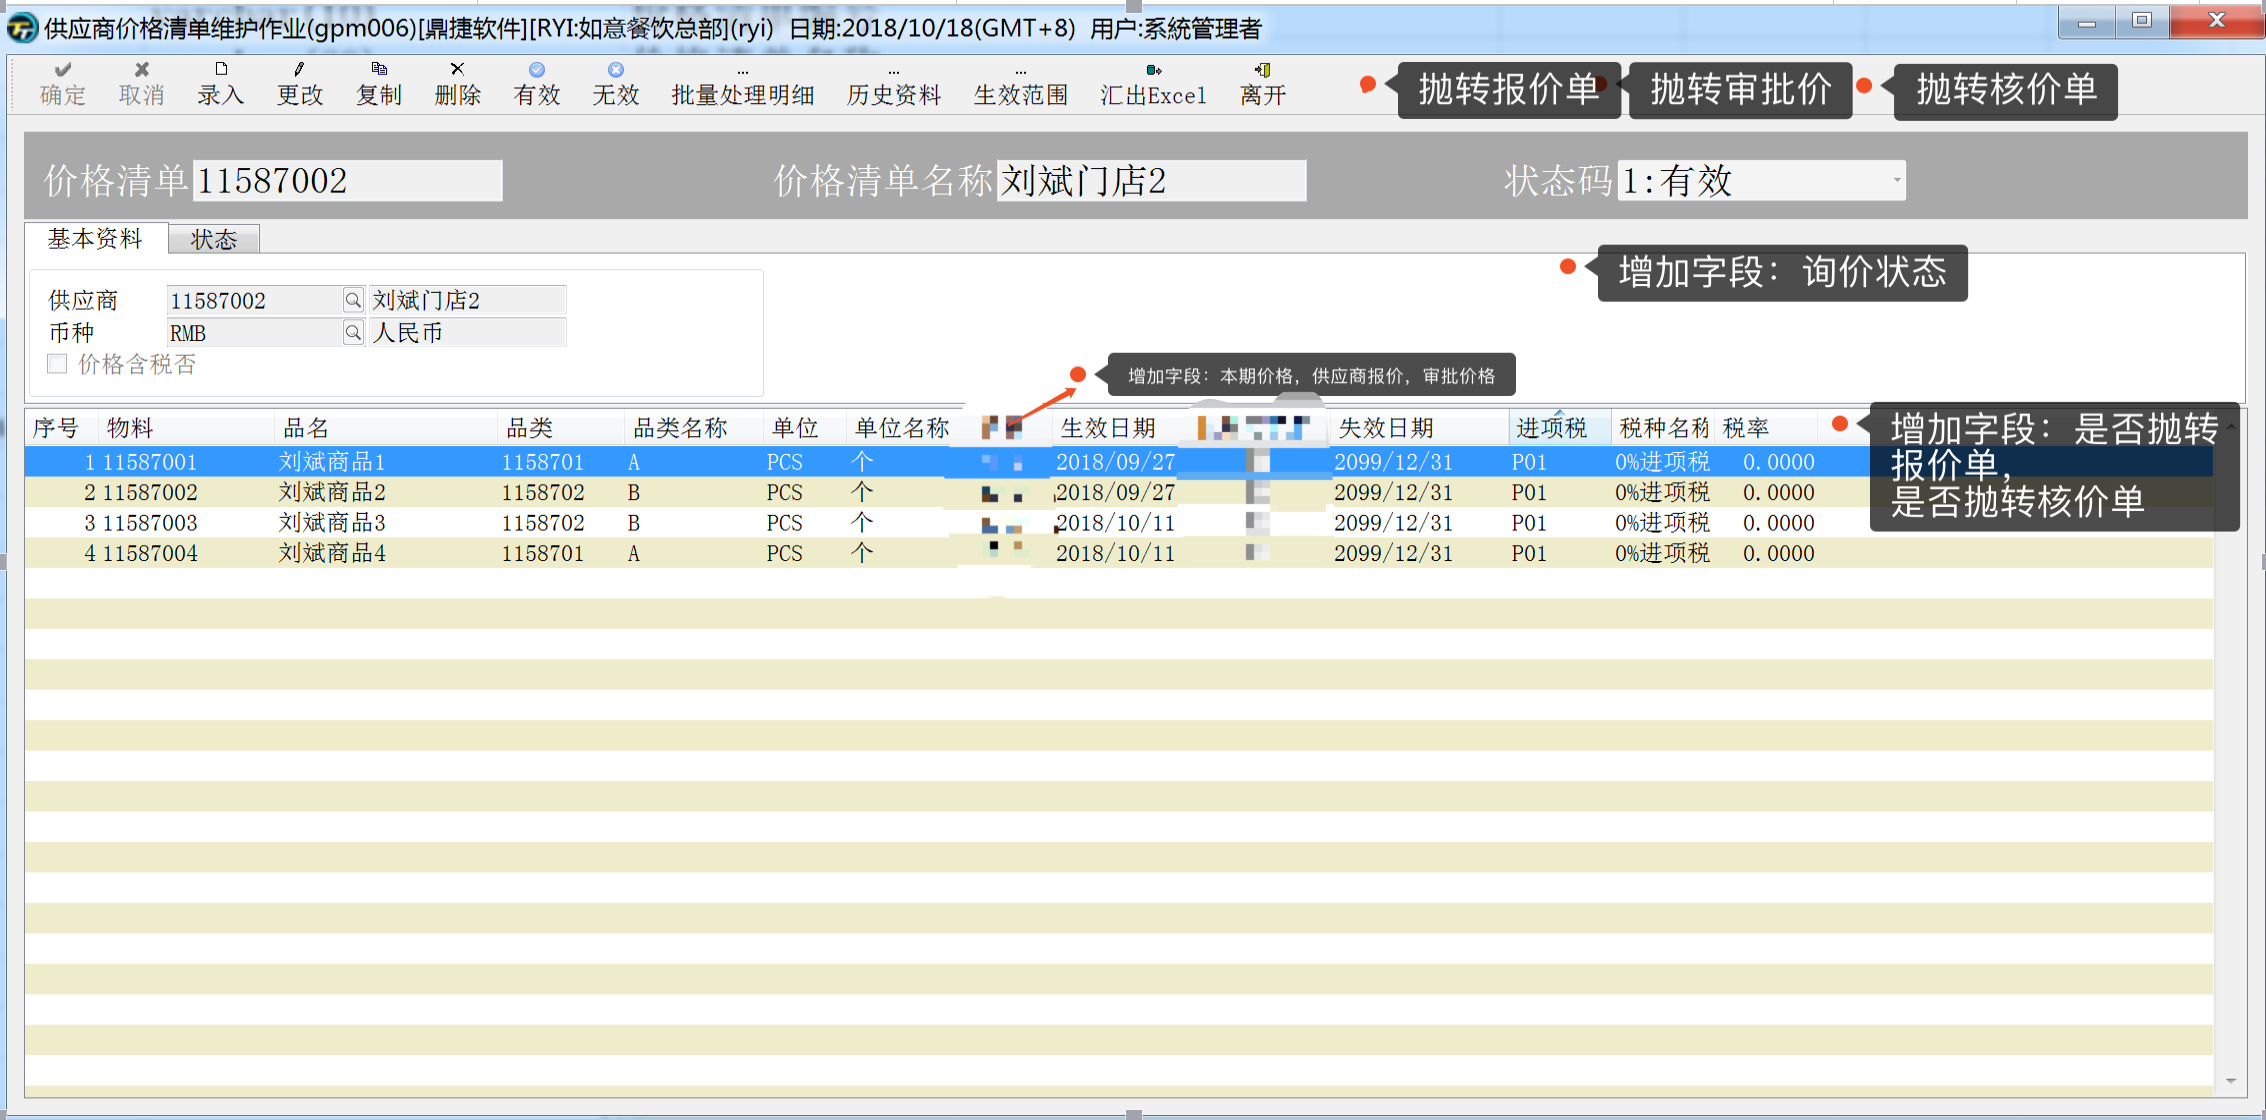 供应商价格清单维护作业(gpm006)[鼎捷软件][RYI:如意餐饮总部](ryi) 日期:2018/10/18(GMT+8) 用户:系統管理者
确定 取消 录入 更改 复制 删除 有效 无效 批量处理明细 历史资料 生效范围 汇出Excel 离开 抛转报价单 抛转审批价 抛转核价单
价格清单 11587002 价格清单名称 刘斌门店2 状态码 1:有效
基本资料 状态
增加字段：询价状态
供应商 11587002 刘斌门店2
币种 RMB 人民币
价格含税否
增加字段：本期价格，供应商报价，审批价格
序号 物料 品名 品类 品类名称 单位 单位名称 生效日期 失效日期 进项税 税种名称 税率
增加字段：是否抛转
报价单，
是否抛转核价单
1 11587001 刘斌商品1 1158701 A PCS 个 2018/09/27 2099/12/31 P01 0%进项税 0.0000
2 11587002 刘斌商品2 1158702 B PCS 个 2018/09/27 2099/12/31 P01 0%进项税 0.0000
3 11587003 刘斌商品3 1158702 B PCS 个 2018/10/11 2099/12/31 P01 0%进项税 0.0000
4 11587004 刘斌商品4 1158701 A PCS 个 2018/10/11 2099/12/31 P01 0%进项税 0.0000